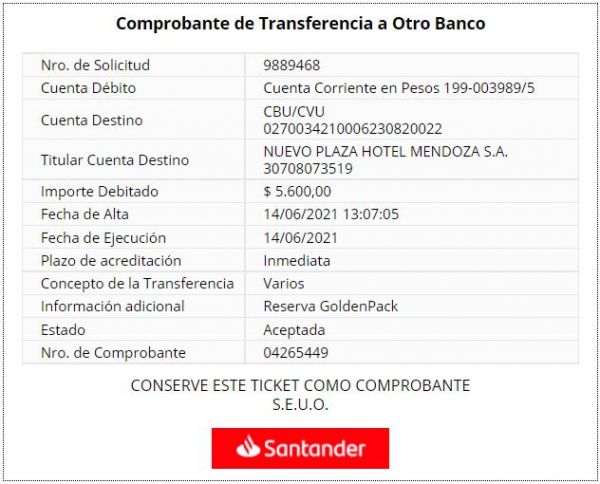 Comprobante de Transferencia a Otro Banco
Nro. de Solicitud 9889468
Cuenta Débito Cuenta Corriente en Pesos 199-003989/5
Cuenta Destino CBU/CVU
0270034210006230820022
Titular Cuenta Destino NUEVO PLAZA HOTEL MENDOZA S.A.
30708073519
Importe Debitado $ 5.600,00
Fecha de Alta 14/06/2021 13:07:05
Fecha de Ejecución 14/06/2021
Plazo de acreditación Inmediata
Concepto de la Transferencia Varios
Información adicional Reserva GoldenPack
Estado Aceptada
Nro. de Comprobante 04265449
CONSERVE ESTE TICKET COMO COMPROBANTE
S.E.U.O.
Santander